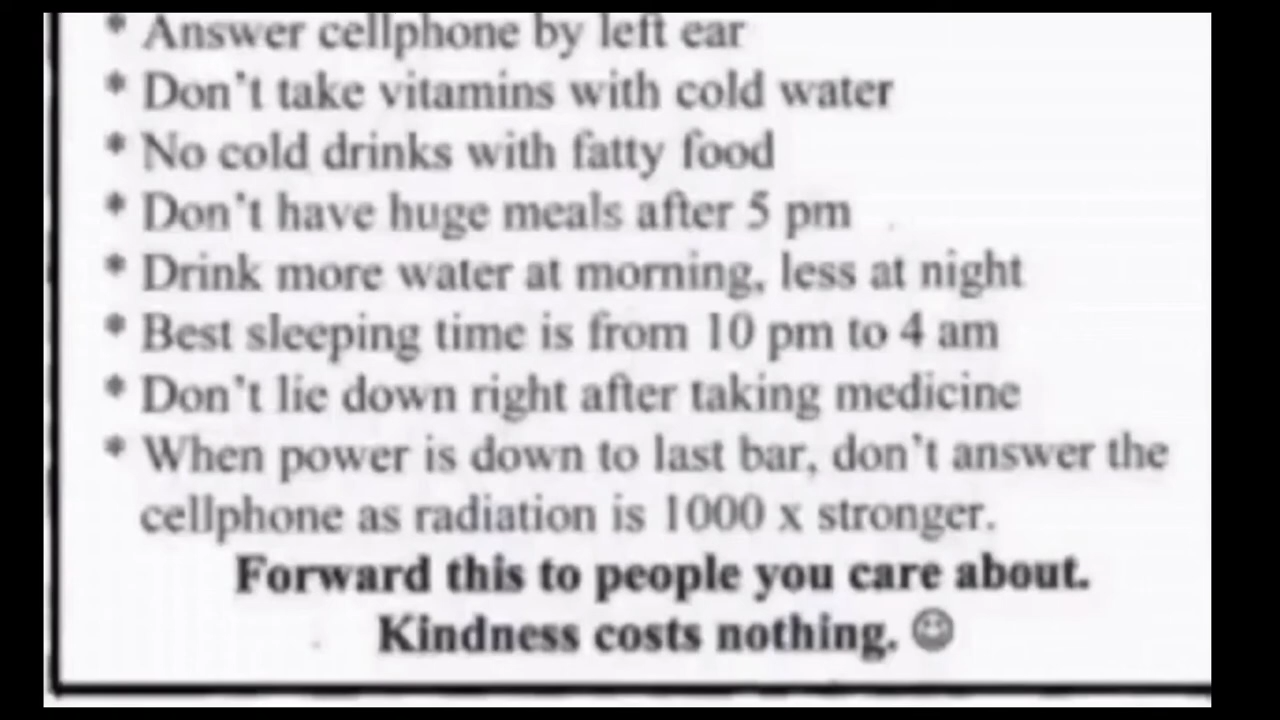 * Answer cellphone by left ear
* Don't take vitamins with cold water
* No cold drinks with fatty food
* Don't have huge meals after 5 pm
* Drink more water at morning, less at night
* Best sleeping time is from 10 pm to 4 am
* Don't lie down right after taking medicine
* When power is down to last bar, don't answer the
cellphone as radiation is 1000 x stronger.
Forward this to people you care about.
Kindness costs nothing. ☺